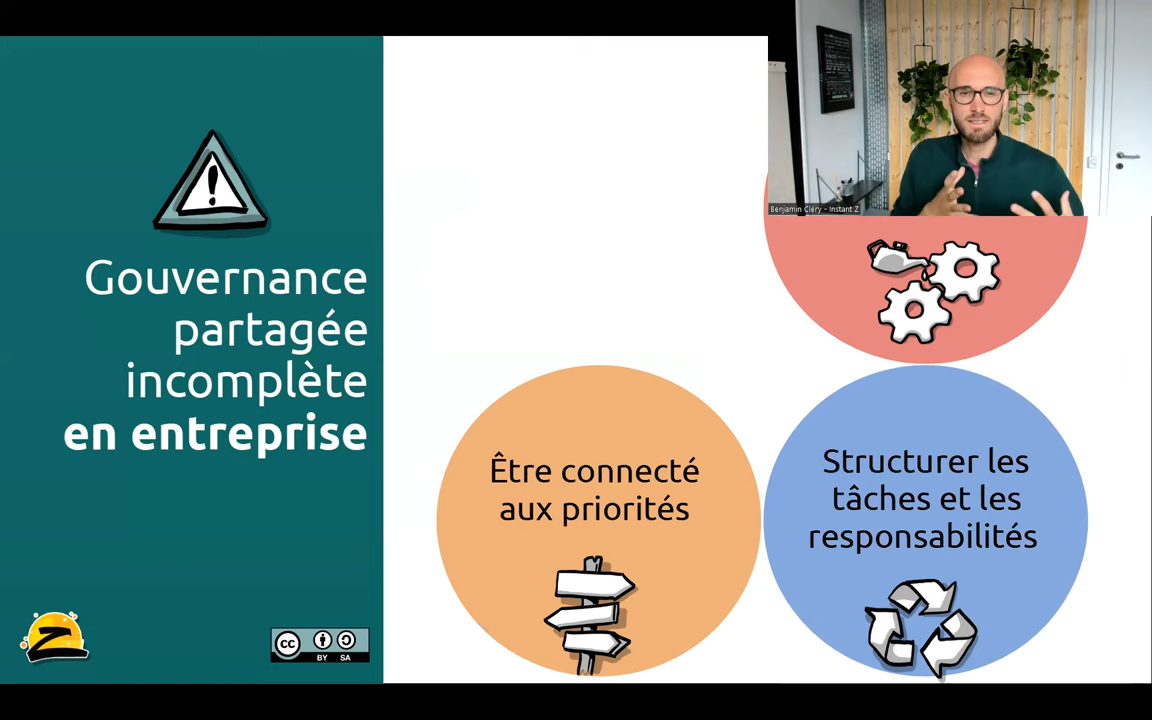 Benjamin Cléry - Instant Z
!
Gouvernance
partagée
incomplète
en entreprise
Être connecté
aux priorités
Structurer les
tâches et les
responsabilités
Z
cc
BY SA